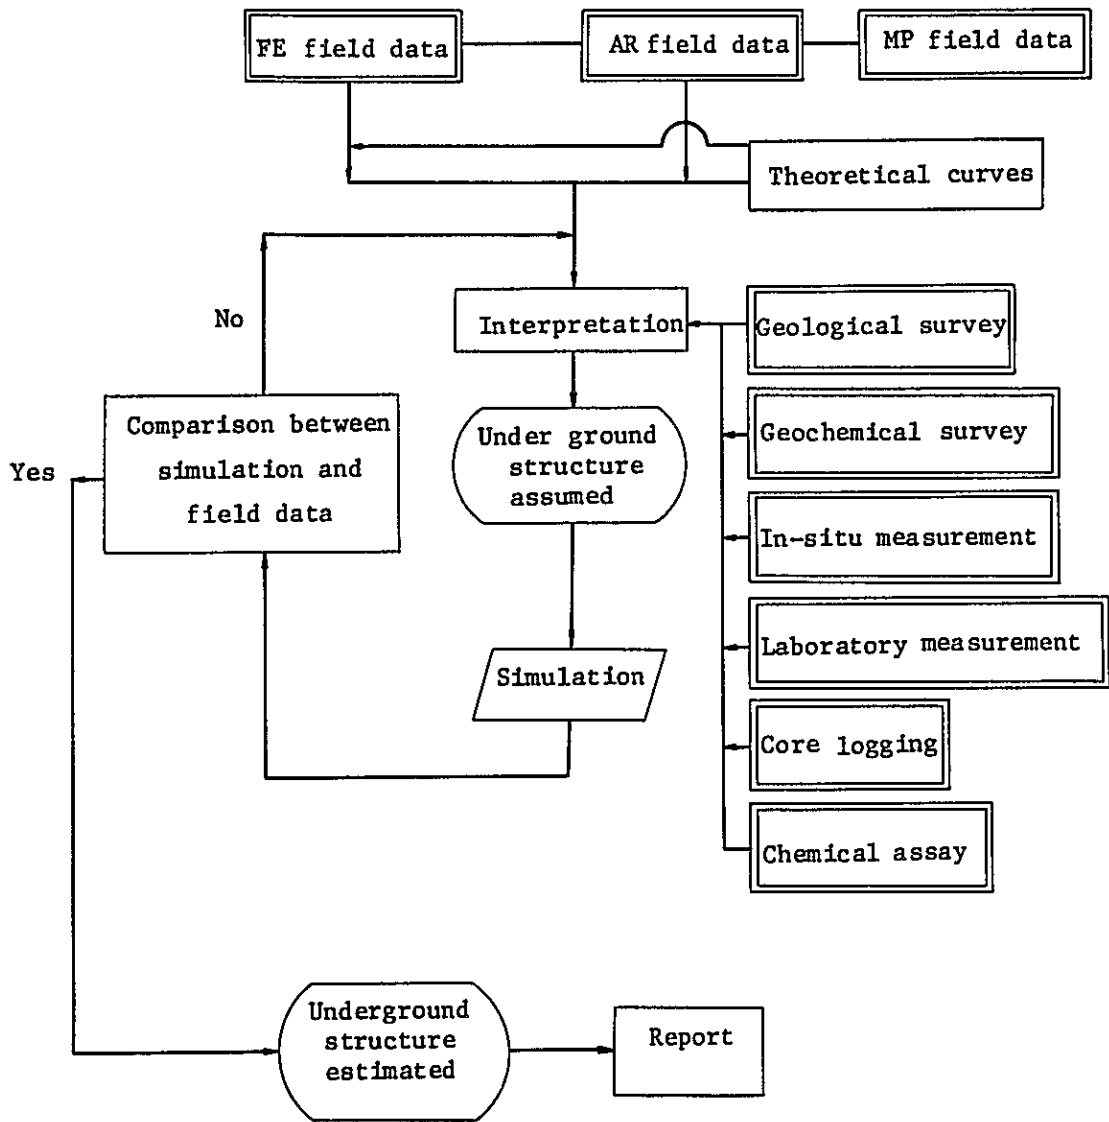 FE field data
AR field data
MP field data
Theoretical curves
No
Interpretation
Geological survey
Comparison between
simulation and
field data
Yes
Under ground
structure
assumed
Geochemical survey
In-situ measurement
Laboratory measurement
Simulation
Core logging
Chemical assay
Underground
structure
estimated
Report